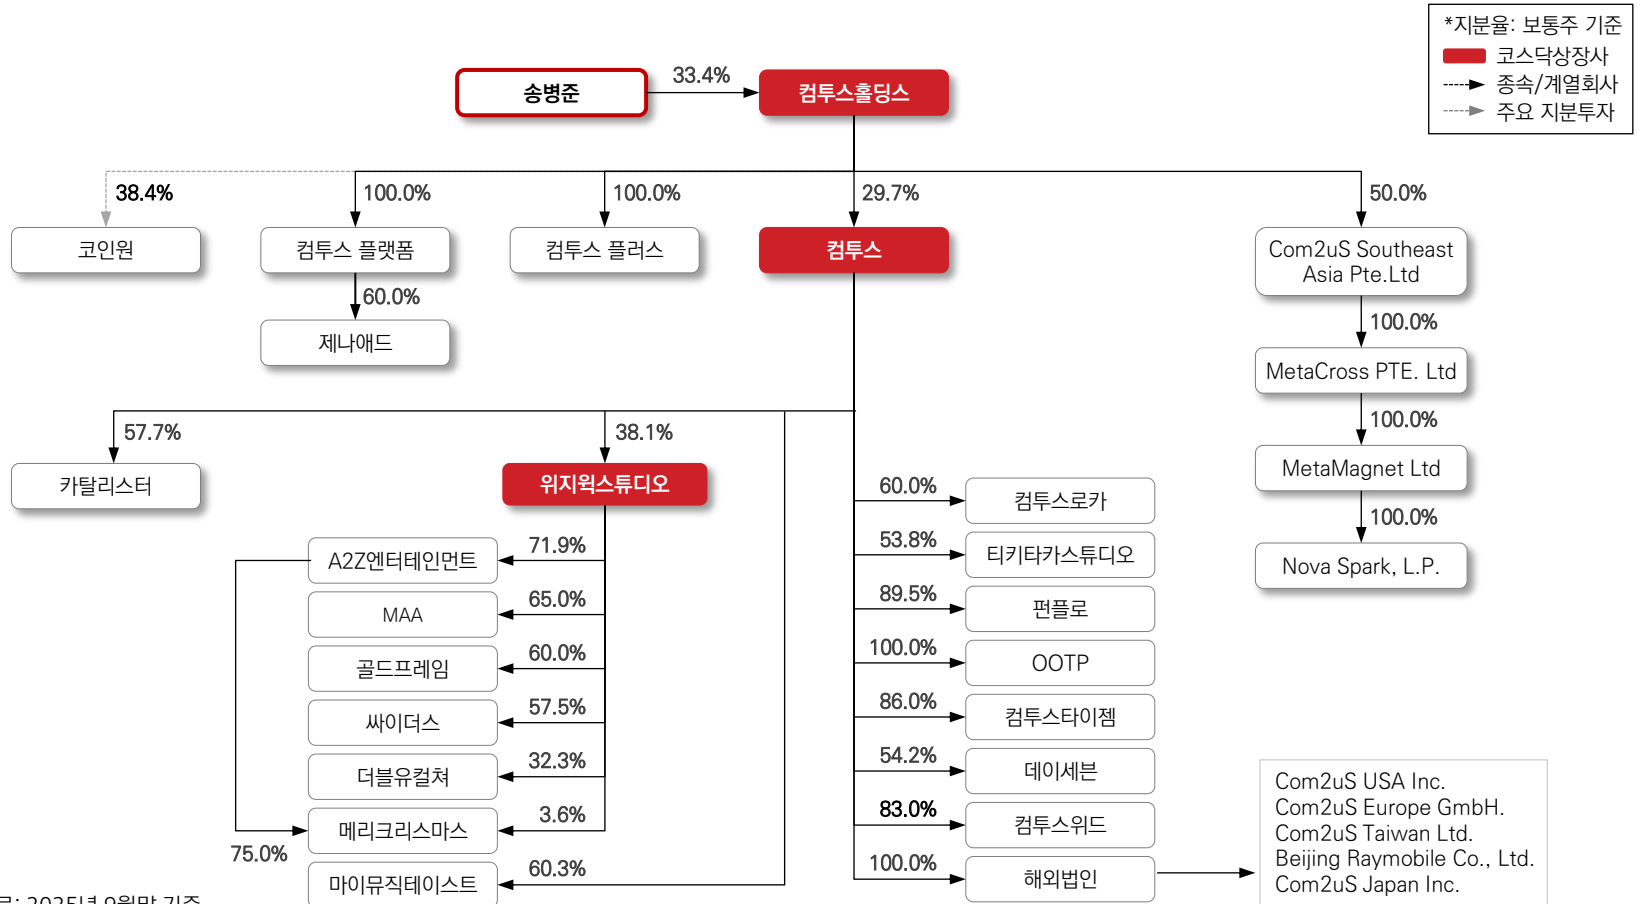 *지분율: 보통주 기준
코스닥상장사
종속/계열회사
주요 지분투자
송병준
33.4%
컴투스홀딩스
38.4%
100.0%
100.0%
29.7%
50.0%
코인원
컴투스 플랫폼
컴투스 플러스
컴투스
Com2uS Southeast
Asia Pte.Ltd
60.0%
제나애드
100.0%
MetaCross PTE. Ltd
100.0%
MetaMagnet Ltd
100.0%
Nova Spark, L.P.
57.7%
38.1%
카탈리스터
위지윅스튜디오
71.9%
A2Z엔터테인먼트
65.0%
MAA
60.0%
골드프레임
57.5%
싸이더스
32.3%
더블유컬쳐
3.6%
메리크리스마스
75.0%
60.3%
마이뮤직테이스트
60.0%
컴투스로카
53.8%
티키타카스튜디오
89.5%
펀플로
100.0%
OOTP
86.0%
컴투스타이젬
54.2%
데이세븐
83.0%
컴투스위드
100.0%
해외법인
Com2uS USA Inc.
Com2uS Europe GmbH.
Com2uS Taiwan Ltd.
Beijing Raymobile Co., Ltd.
Com2uS Japan Inc.
9월말 기준